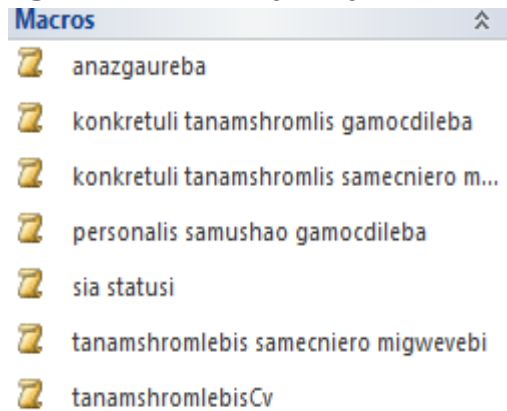 Macros
anazgaureba
konkretuli tanamshromlis gamocdileba
konkretuli tanamshromlis samecniero m...
personalis samushao gamocdileba
sia statusi
tanamshromlebis samecniero migwevebi
tanamshromlebisCv